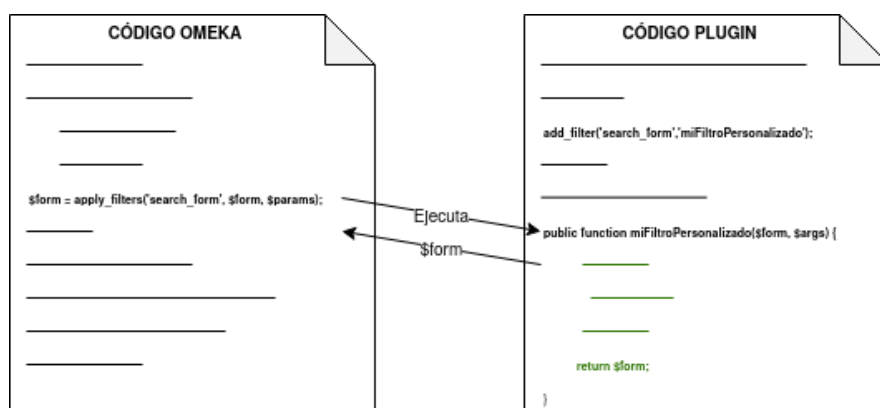 CÓDIGO OMEKA
$form = apply_filters('search_form', $form, $params);
Ejecuta
$form
CÓDIGO PLUGIN
add_filter('search_form','miFiltroPersonalizado');
public function miFiltroPersonalizado($form, $args) {
return $form;
}